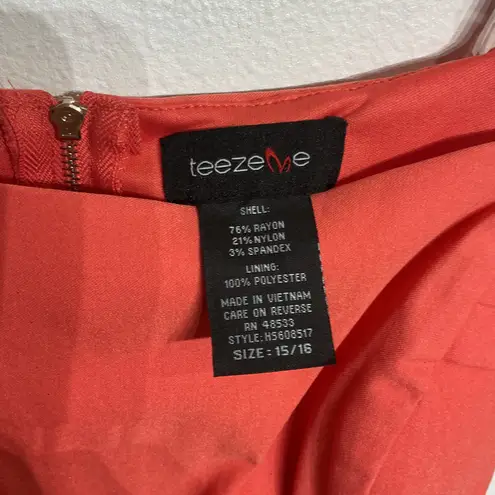 teezeMe
SHELL:
76% RAYON
21% NYLON
3% SPANDEX
LINING:
100% POLYESTER
MADE IN VIETNAM
CARE ON REVERSE
RN 48533
STYLE:H5608517
SIZE: 15/16